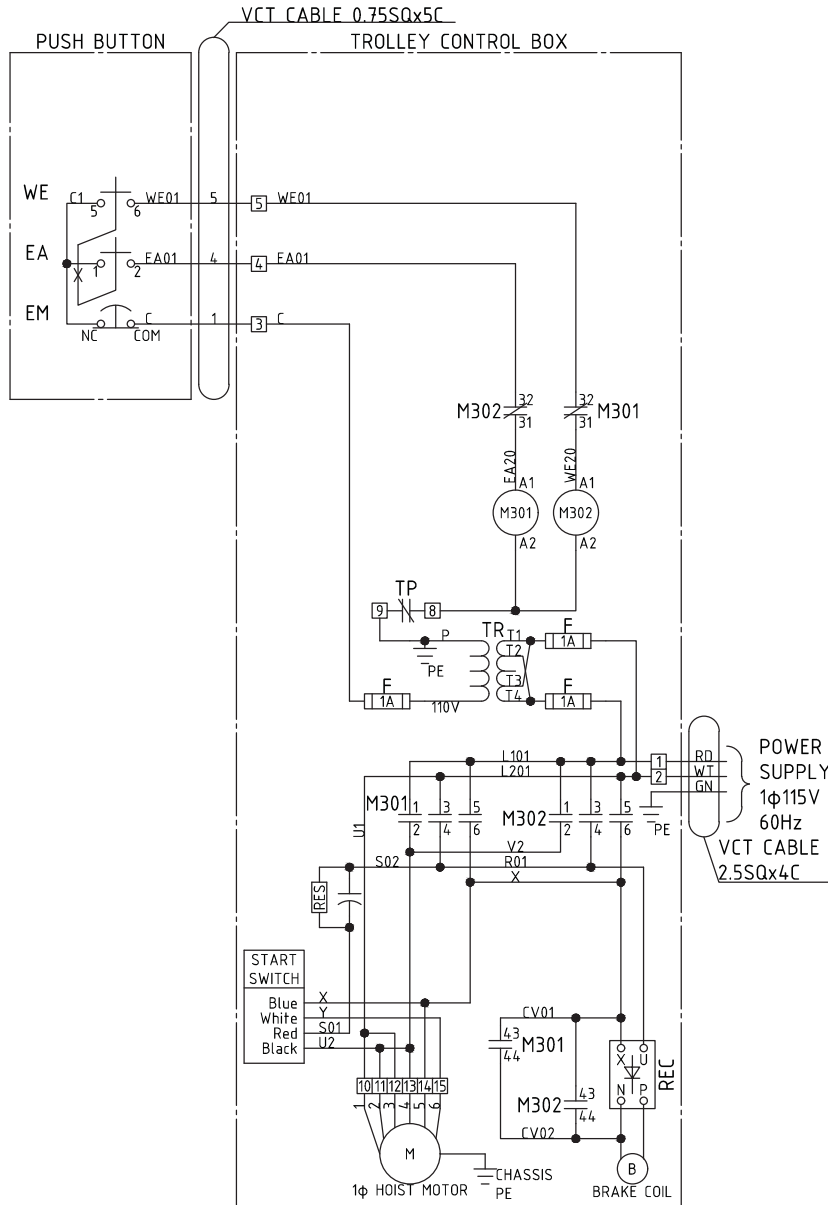 VCT CABLE 0.75SQx5C
PUSH BUTTON
TROLLEY CONTROL BOX
WE
C1
5
6
WE01
5
5
WE01
EA
1
2
EA01
4
4
EA01
X
EM
NC
COM
C
1
3
C
M302
32
31
32
31
M301
EA20
WE20
A1
A1
M301
M302
A2
A2
TP
9
8
P
PE
TR
T1
T2
T3
T4
F
1A
F
1A
F
1A
110V
L101
L201
1
2
RD
WT
GN
PE
POWER
SUPPLY
1ϕ115V
60Hz
VCT CABLE
2.5SQx4C
M301
1
2
3
4
5
6
M302
1
2
3
4
5
6
U1
V2
S02
R01
X
RES
START
SWITCH
Blue
X
White
Y
Red
S01
Black
U2
CV01
43
44
M301
M302
43
44
CV02
X
U
N
P
REC
10
11
12
13
14
15
1
2
3
4
5
6
M
1ϕ HOIST MOTOR
CHASSIS
PE
B
BRAKE COIL